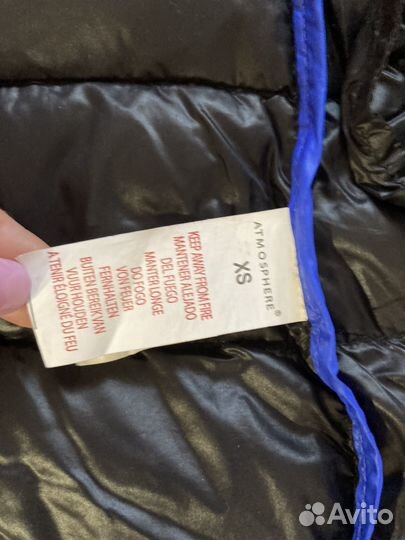 ATMOSPHERE®
XS
KEEP AWAY FROM FIRE
MANTENER ALEJADO
DEL FUEGO
MANTER LONGE
DO FOGO
FERNHALTEN
VON FEUER
BUITEN BEREIK VAN
VUUR HOUDEN
A TENIR ÉLOIGNÉ DU FEU
Avito